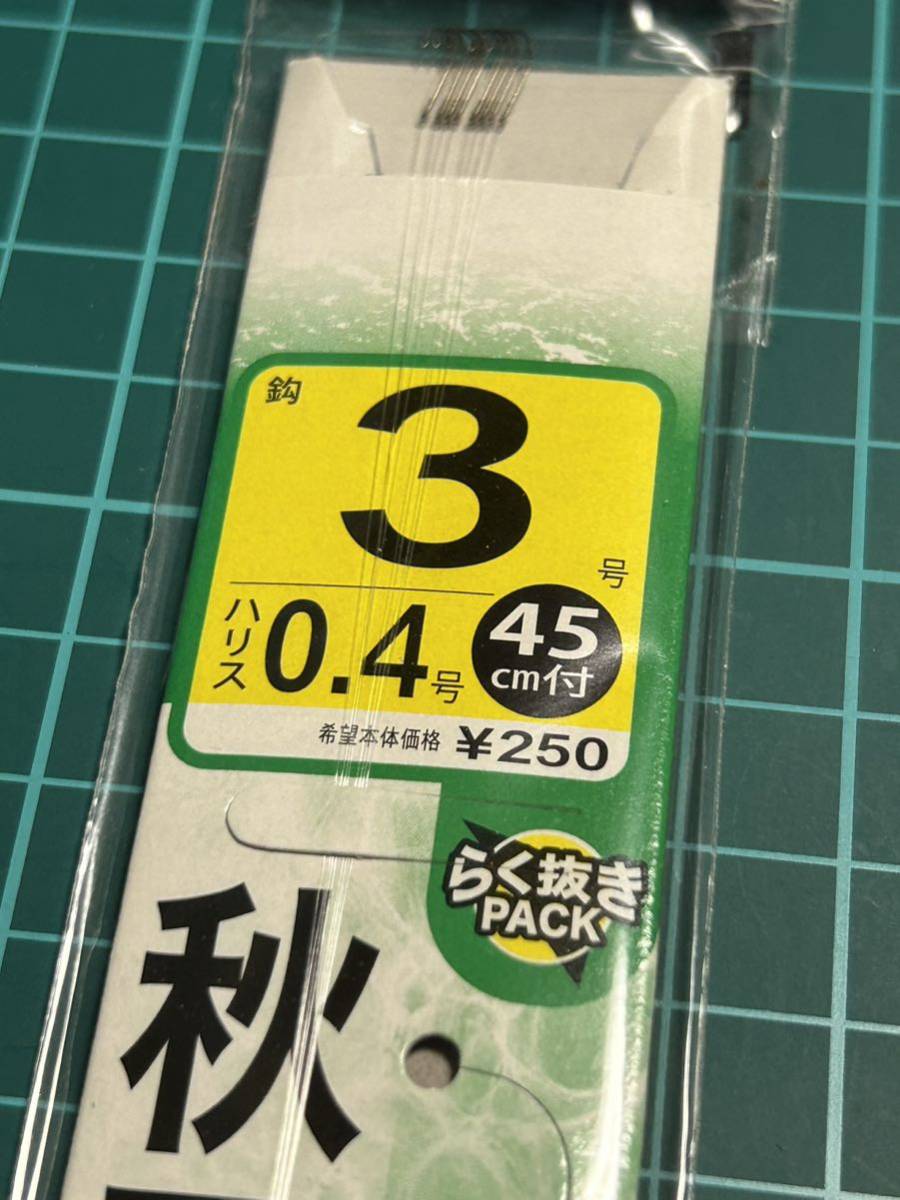 鈎
3号
ハリス0.4号
45
cm付
希望本体価格 ¥250
らく抜き
PACK
秋